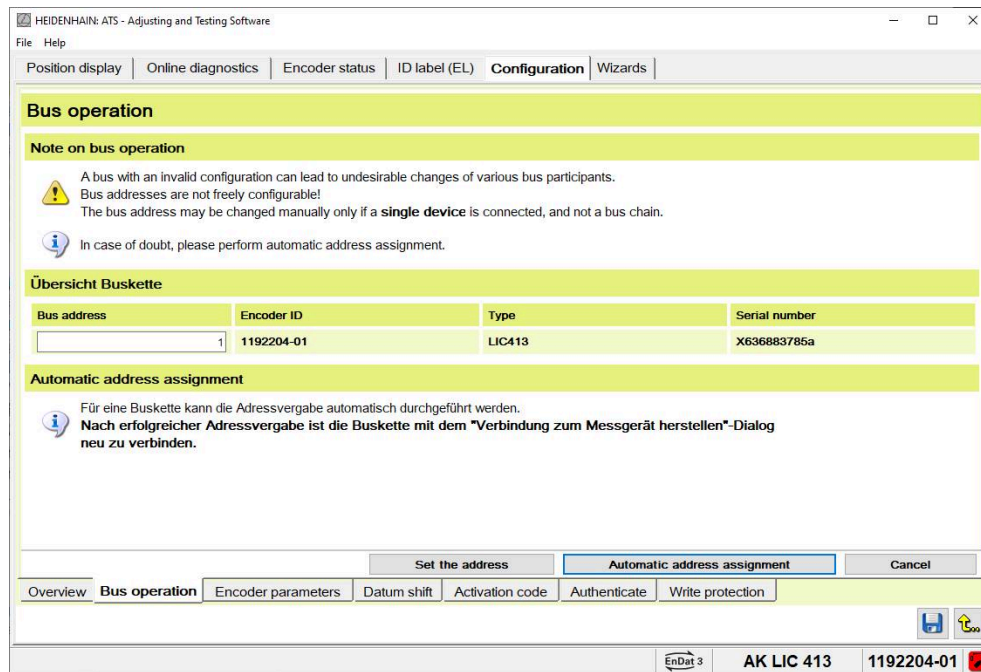 HEIDENHAIN: ATS - Adjusting and Testing Software
File Help
Position display Online diagnostics Encoder status ID label (EL) Configuration Wizards
Bus operation
Note on bus operation
A bus with an invalid configuration can lead to undesirable changes of various bus participants.
Bus addresses are not freely configurable!
The bus address may be changed manually only if a single device is connected, and not a bus chain.
In case of doubt, please perform automatic address assignment.
Übersicht Buskette
Bus address Encoder ID Type Serial number
1 1192204-01 LIC413 X636883785a
Automatic address assignment
Für eine Buskette kann die Adressvergabe automatisch durchgeführt werden.
Nach erfolgreicher Adressvergabe ist die Buskette mit dem "Verbindung zum Messgerät herstellen"-Dialog
neu zu verbinden.
Set the address Automatic address assignment Cancel
Overview Bus operation Encoder parameters Datum shift Activation code Authenticate Write protection
EnDat 3 AK LIC 413 1192204-01